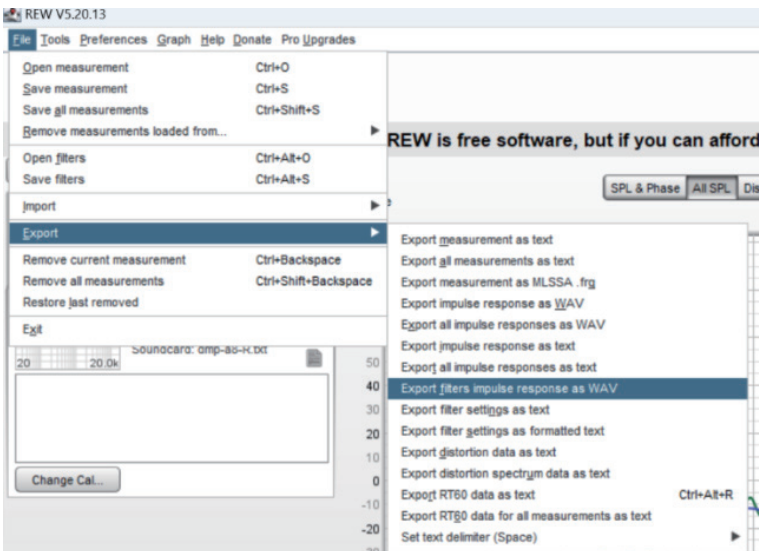 REW V5.20.13
File Tools Preferences Graph Help Donate Pro Upgrades
Open measurement Ctrl+O
Save measurement Ctrl+S
Save all measurements Ctrl+Shift+S
Remove measurements loaded from...
Open filters Ctrl+Alt+O
Save filters Ctrl+Alt+S
Import
Export
Remove current measurement Ctrl+Backspace
Remove all measurements Ctrl+Shift+Backspace
Restore last removed
Exit
REW is free software, but if you can afford
SPL & Phase All SPL Dis
Export measurement as text
Export all measurements as text
Export measurement as MLSSA .frq
Export impulse response as WAV
Export all impulse responses as WAV
Export impulse response as text
Export all impulse responses as text
Export filters impulse response as WAV
Export filter settings as text
Export filter settings as formatted text
Export distortion data as text
Export distortion spectrum data as text
Export RT60 data as text Ctrl+Alt+R
Export RT60 data for all measurements as text
Set text delimiter (Space)
20 20.0k
Change Cal...
50
40
30
20
10
0
-10
-20